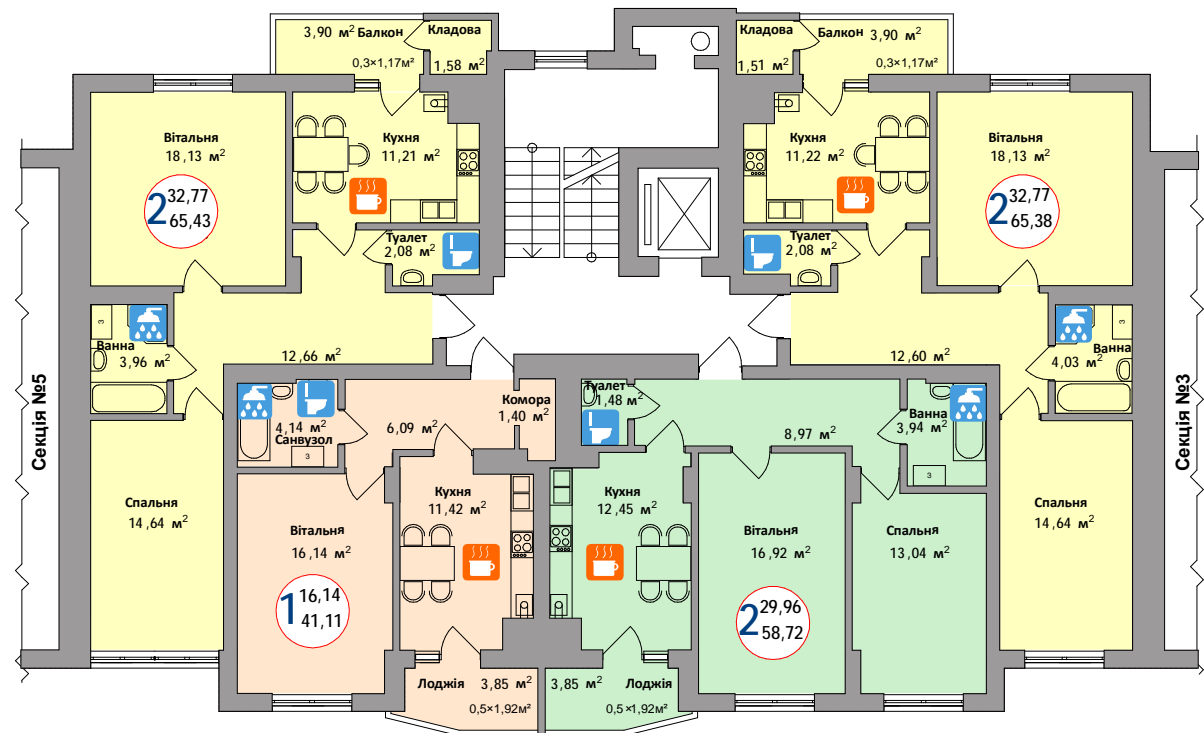 3,90 м² Балкон
0,3×1,17м²
Кладова
1,58 м²
Кладова
1,51 м²
Балкон 3,90 м²
0,3×1,17м²
Вітальня
18,13 м²
2 32,77
65,43
Кухня
11,21 м²
Туалет
2,08 м²
Кухня
11,22 м²
Туалет
2,08 м²
Вітальня
18,13 м²
2 32,77
65,38
Секція №5
3
Ванна
3,96 м²
12,66 м²
12,60 м²
3
Ванна
4,03 м²
Секція №3
4,14 м²
Санвузол
3
6,09 м²
Комора
1,40 м²
Туалет
1,48 м²
8,97 м²
Ванна
3,94 м²
3
Спальня
14,64 м²
Вітальня
16,14 м²
1 16,14
41,11
Кухня
11,42 м²
Кухня
12,45 м²
Вітальня
16,92 м²
2 29,96
58,72
Спальня
13,04 м²
Спальня
14,64 м²
Лоджія 3,85 м²
0,5×1,92м²
3,85 м² Лоджія
0,5×1,92м²